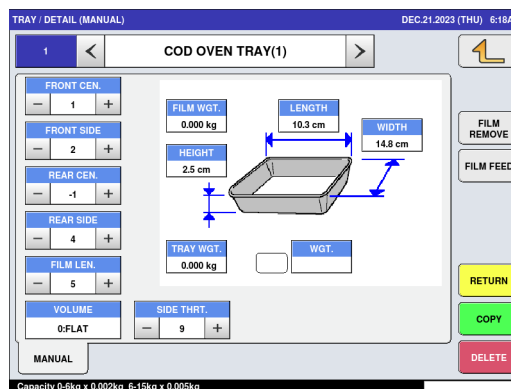 TRAY / DETAIL (MANUAL) DEC.21.2023 (THU) 6:18A
1 < COD OVEN TRAY(1) >
FRONT CEN.
− 1 +
FRONT SIDE
− 2 +
REAR CEN.
− -1 +
REAR SIDE
− 4 +
FILM LEN.
− 5 +
VOLUME
0:FLAT
SIDE THRT.
− 9 +
FILM WGT.
0.000 kg
LENGTH
10.3 cm
WIDTH
14.8 cm
HEIGHT
2.5 cm
TRAY WGT.
0.000 kg
WGT.
FILM
REMOVE
FILM FEED
RETURN
COPY
DELETE
MANUAL
Capacity 0-6kg x 0.002kg 6-15kg x 0.005kg